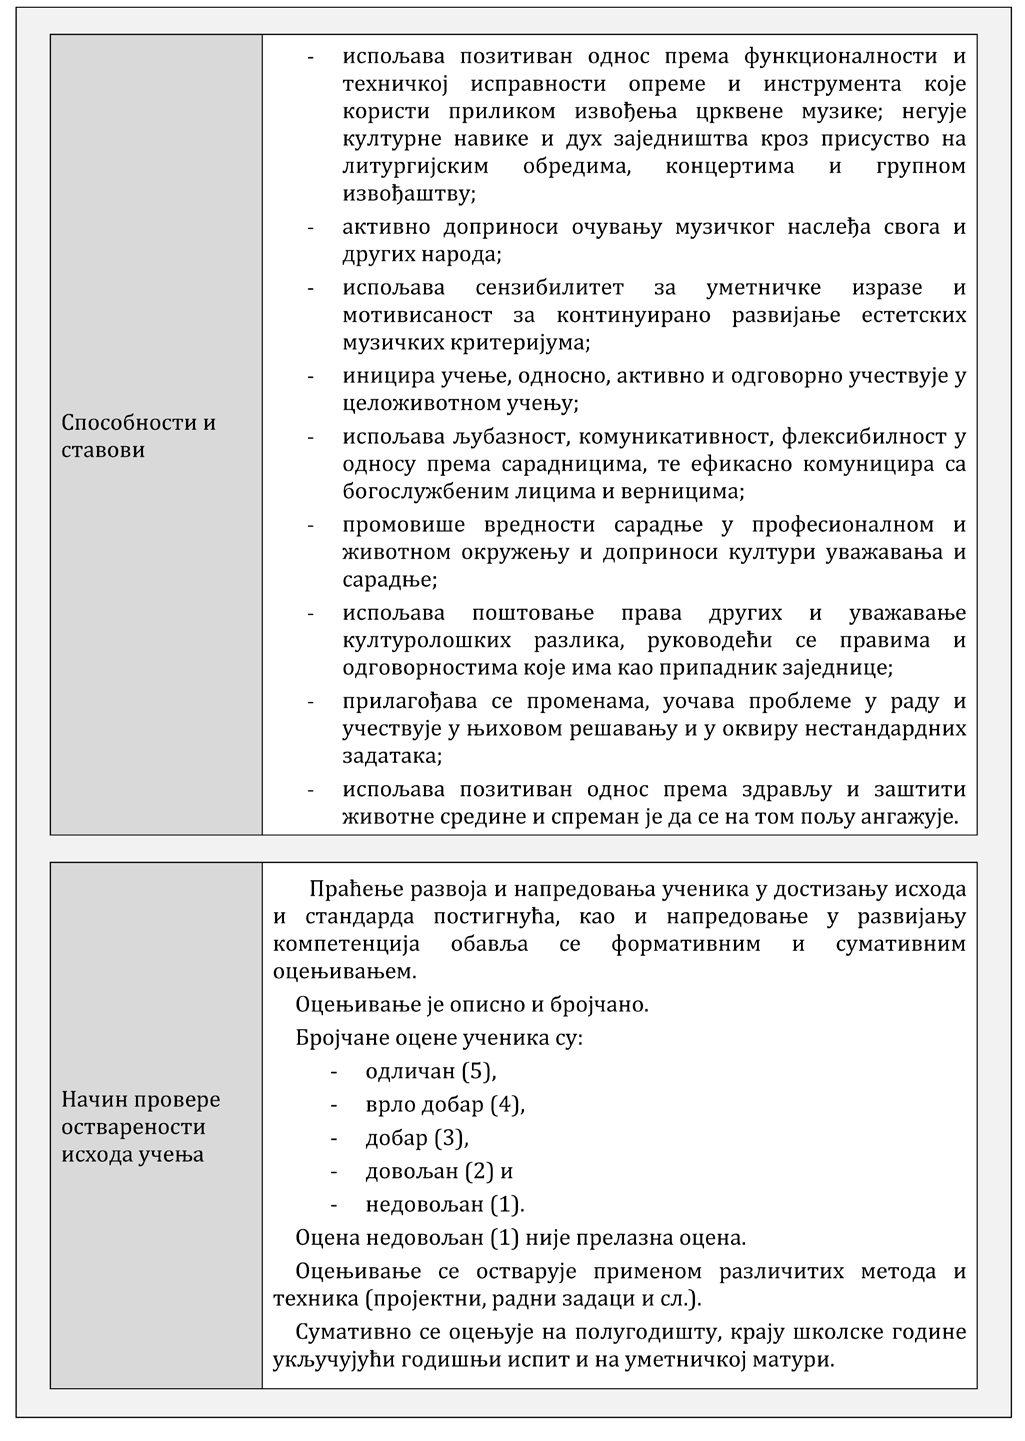 Способности и
ставови
- испољава позитиван однос према функционалности и
техничкој исправности опреме и инструмента које
користи приликом извођења црквене музике; негује
културне навике и дух заједништва кроз присуство на
литургијским обредима, концертима и групном
извођаштву;
- активно доприноси очувању музичког наслеђа свога и
других народа;
- испољава сензибилитет за уметничке изразе и
мотивисаност за континуирано развијање естетских
музичких критеријума;
- иницира учење, односно, активно и одговорно учествује у
целоживотном учењу;
- испољава љубазност, комуникативност, флексибилност у
односу према сарадницима, те ефикасно комуницира са
богослужбеним лицима и верницима;
- промовише вредности сарадње у професионалном и
животном окружењу и доприноси култури уважавања и
сарадње;
- испољава поштовање права других и уважавање
културолошких разлика, руководећи се правима и
одговорностима које има као припадник заједнице;
- прилагођава се променама, уочава проблеме у раду и
учествује у њиховом решавању и у оквиру нестандардних
задатака;
- испољава позитиван однос према здрављу и заштити
животне средине и спреман је да се на том пољу ангажује.
Начин провере
остварености
исхода учења
Праћење развоја и напредовања ученика у достизању исхода
и стандарда постигнућа, као и напредовање у развијању
компетенција обавља се формативним и сумативним
оцењивањем.
Оцењивање је описно и бројчано.
Бројчане оцене ученика су:
- одличан (5),
- врло добар (4),
- добар (3),
- довољан (2) и
- недовољан (1).
Оцена недовољан (1) није прелазна оцена.
Оцењивање се остварује применом различитих метода и
техника (пројектни, радни задаци и сл.).
Сумативно се оцењује на полугодишту, крају школске године
укључујући годишњи испит и на уметничкој матури.